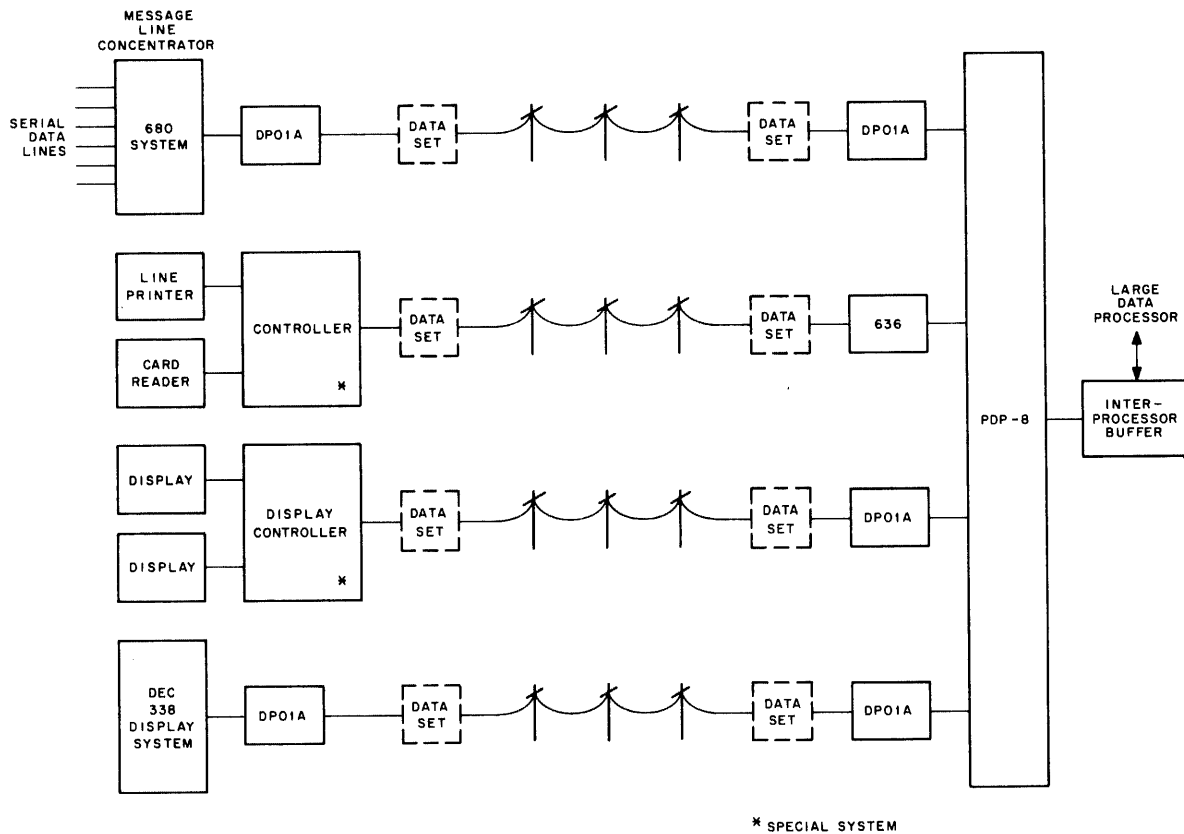 MESSAGE
LINE
CONCENTRATOR
SERIAL
DATA
LINES
680
SYSTEM
DP01A
DATA
SET
DATA
SET
DP01A
LINE
PRINTER
CARD
READER
CONTROLLER
*
DATA
SET
DATA
SET
636
DISPLAY
DISPLAY
DISPLAY
CONTROLLER
*
DATA
SET
DATA
SET
DP01A
DEC
338
DISPLAY
SYSTEM
DP01A
DATA
SET
DATA
SET
DP01A
PDP-8
LARGE
DATA
PROCESSOR
INTER-
PROCESSOR
BUFFER
* SPECIAL SYSTEM